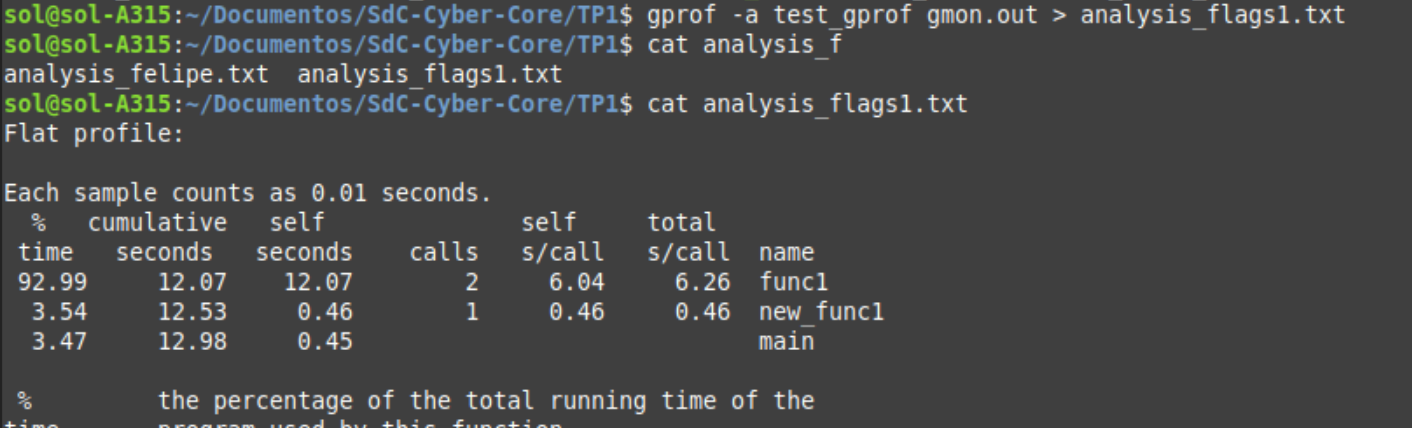 sol@sol-A315:~/Documentos/SdC-Cyber-Core/TP1$ gprof -a test_gprof gmon.out > analysis_flags1.txt
sol@sol-A315:~/Documentos/SdC-Cyber-Core/TP1$ cat analysis_f
analysis_felipe.txt  analysis_flags1.txt
sol@sol-A315:~/Documentos/SdC-Cyber-Core/TP1$ cat analysis_flags1.txt
Flat profile:
Each sample counts as 0.01 seconds.
  %   cumulative   self              self     total
 time   seconds   seconds    calls   s/call   s/call  name
 92.99     12.07    12.07        2     6.04     6.26  func1
  3.54     12.53     0.46        1     0.46     0.46  new_func1
  3.47     12.98     0.45                             main
 %         the percentage of the total running time of the
time       program used by this function